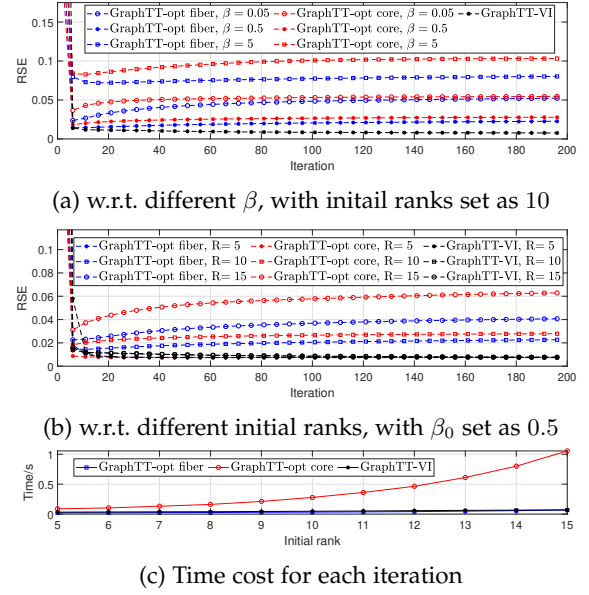 GraphTT-opt fiber, β = 0.05 GraphTT-opt core, β = 0.05 GraphTT-VI
GraphTT-opt fiber, β = 0.5 GraphTT-opt core, β = 0.5
GraphTT-opt fiber, β = 5 GraphTT-opt core, β = 5
0.15
0.1
0.05
0
RSE
0 20 40 60 80 100 120 140 160 180 200
Iteration
(a) w.r.t. different β, with initail ranks set as 10
GraphTT-opt fiber, R= 5 GraphTT-opt core, R= 5 GraphTT-VI, R= 5
GraphTT-opt fiber, R= 10 GraphTT-opt core, R= 10 GraphTT-VI, R= 10
GraphTT-opt fiber, R= 15 GraphTT-opt core, R= 15 GraphTT-VI, R= 15
0.1
0.08
0.06
0.04
0.02
0
RSE
0 20 40 60 80 100 120 140 160 180 200
Iteration
(b) w.r.t. different initial ranks, with β₀ set as 0.5
GraphTT-opt fiber GraphTT-opt core GraphTT-VI
1
0.5
0
Time/s
5 6 7 8 9 10 11 12 13 14 15
Initial rank
(c) Time cost for each iteration